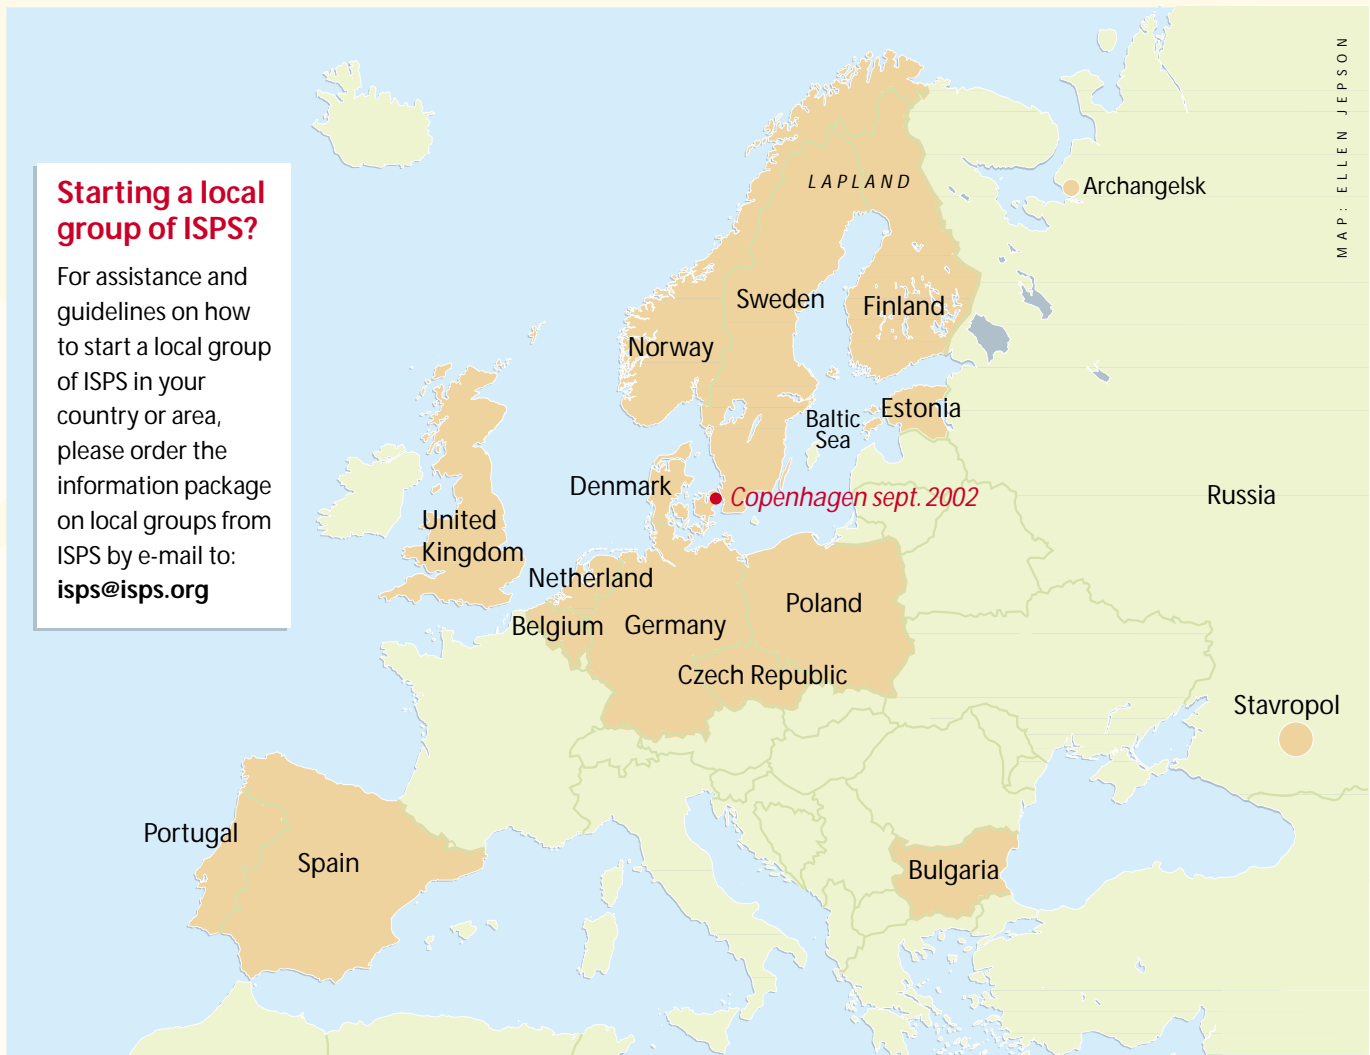 Starting a local
group of ISPS?
For assistance and
guidelines on how
to start a local group
of ISPS in your
country or area,
please order the
information package
on local groups from
ISPS by e-mail to:
isps@isps.org
MAP: ELLEN JEPSON
LAPLAND
Archangelsk
Sweden
Finland
Norway
Baltic
Sea
Estonia
Denmark
Copenhagen sept. 2002
Russia
United
Kingdom
Netherland
Poland
Belgium
Germany
Czech Republic
Stavropol
Portugal
Spain
Bulgaria